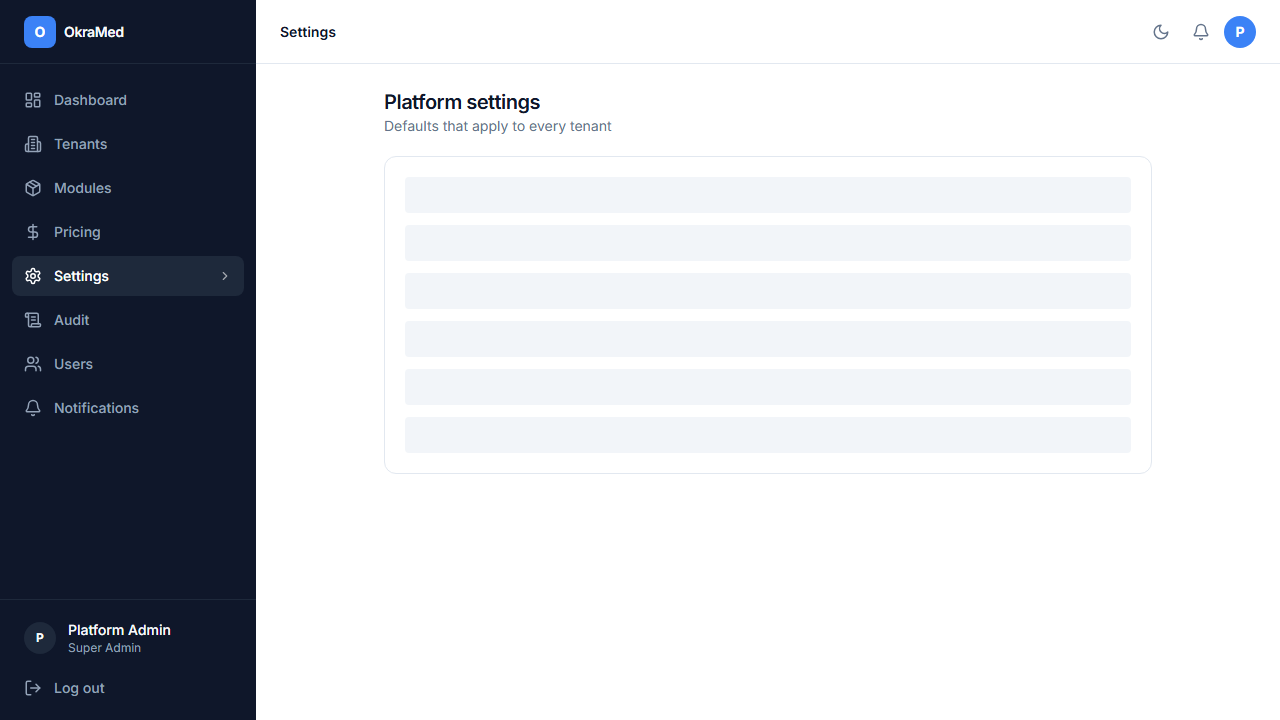 O OkraMed
Dashboard
Tenants
Modules
Pricing
Settings
Audit
Users
Notifications
P
Platform Admin
Super Admin
Log out
Settings
P
Platform settings
Defaults that apply to every tenant